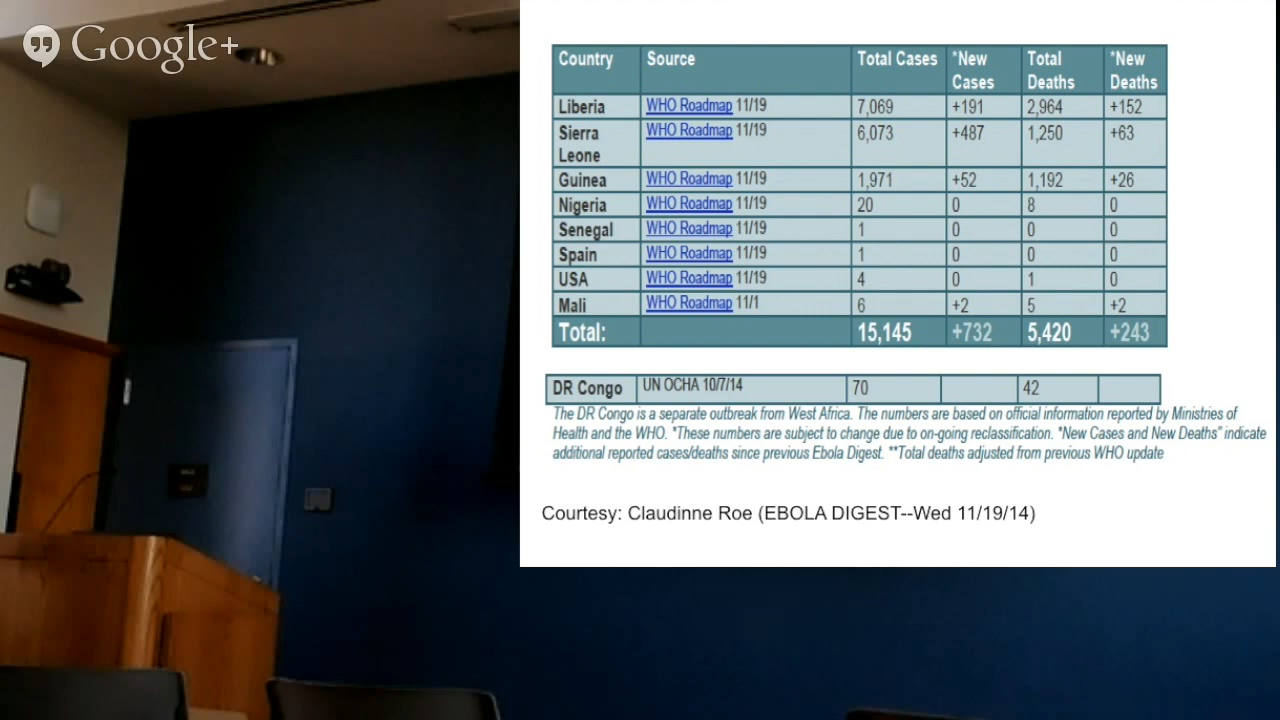 Google+
Country Source Total Cases *New Cases Total Deaths *New Deaths
Liberia WHO Roadmap 11/19 7,069 +191 2,964 +152
Sierra Leone WHO Roadmap 11/19 6,073 +487 1,250 +63
Guinea WHO Roadmap 11/19 1,971 +52 1,192 +26
Nigeria WHO Roadmap 11/19 20 0 8 0
Senegal WHO Roadmap 11/19 1 0 0 0
Spain WHO Roadmap 11/19 1 0 0 0
USA WHO Roadmap 11/19 4 0 1 0
Mali WHO Roadmap 11/1 6 +2 5 +2
Total: 15,145 +732 5,420 +243
DR Congo UN OCHA 10/7/14 70 42
The DR Congo is a separate outbreak from West Africa. The numbers are based on official information reported by Ministries of
Health and the WHO. *These numbers are subject to change due to on-going reclassification. *New Cases and New Deaths" indicate
additional reported cases/deaths since previous Ebola Digest. **Total deaths adjusted from previous WHO update
Courtesy: Claudinne Roe (EBOLA DIGEST--Wed 11/19/14)